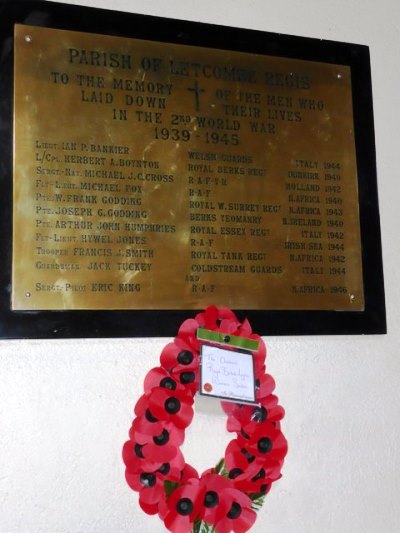 PARISH OF LETCOMBE REGIS
TO THE MEMORY OF THE MEN WHO
LAID DOWN THEIR LIVES
IN THE 2ND WORLD WAR
1939-1945
LIEUT. IAN P. BANKIER WELSH GUARDS ITALY 1944
L/CPL. HERBERT A. BOYNTON ROYAL BERKS REGT DUNKIRK 1940
SERGT-NAV. MICHAEL J.C. CROSS R-A-F-V-R HOLLAND 1942
FLT-LIEUT. MICHAEL FOX R-A-F N.AFRICA 1940
PTE. W. FRANK GODDING ROYAL W. SURREY REGT N.AFRICA 1943
PTE. JOSEPH G. GODDING BERKS YEOMANRY N.IRELAND 1940
PTE. ARTHUR JOHN HUMPHRIES ROYAL ESSEX REGT ITALY 1942
FLT-LIEUT. HYWEL JONES R-A-F IRISH SEA 1944
TROOPER FRANCIS J. SMITH ROYAL TANK REGT N.AFRICA 1942
GUARDSMAN JACK TUCKEY COLDSTREAM GUARDS ITALY 1944
AND
SERGT-PILOT ERIC KING R-A-F N.AFRICA-1946